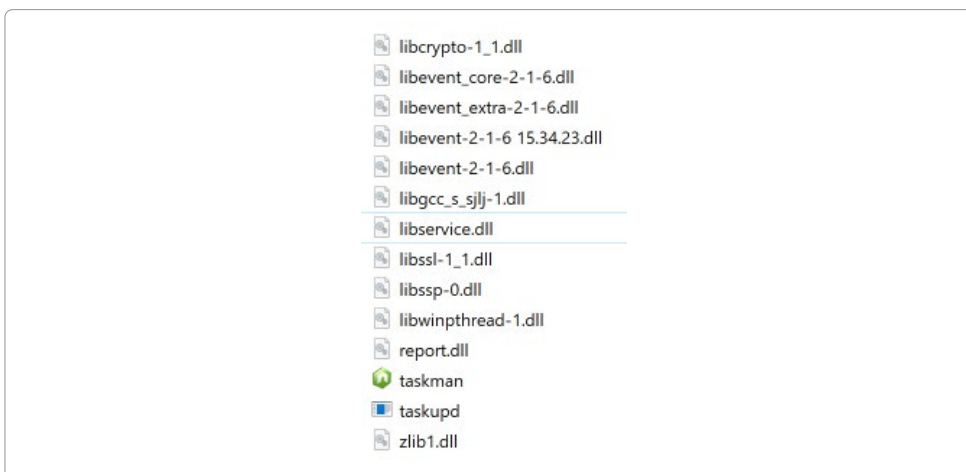 libcrypto-1_1.dll
libevent_core-2-1-6.dll
libevent_extra-2-1-6.dll
libevent-2-1-6 15.34.23.dll
libevent-2-1-6.dll
libgcc_s_sjlj-1.dll
libservice.dll
libssl-1_1.dll
libssp-0.dll
libwinpthread-1.dll
report.dll
taskman
taskupd
zlib1.dll